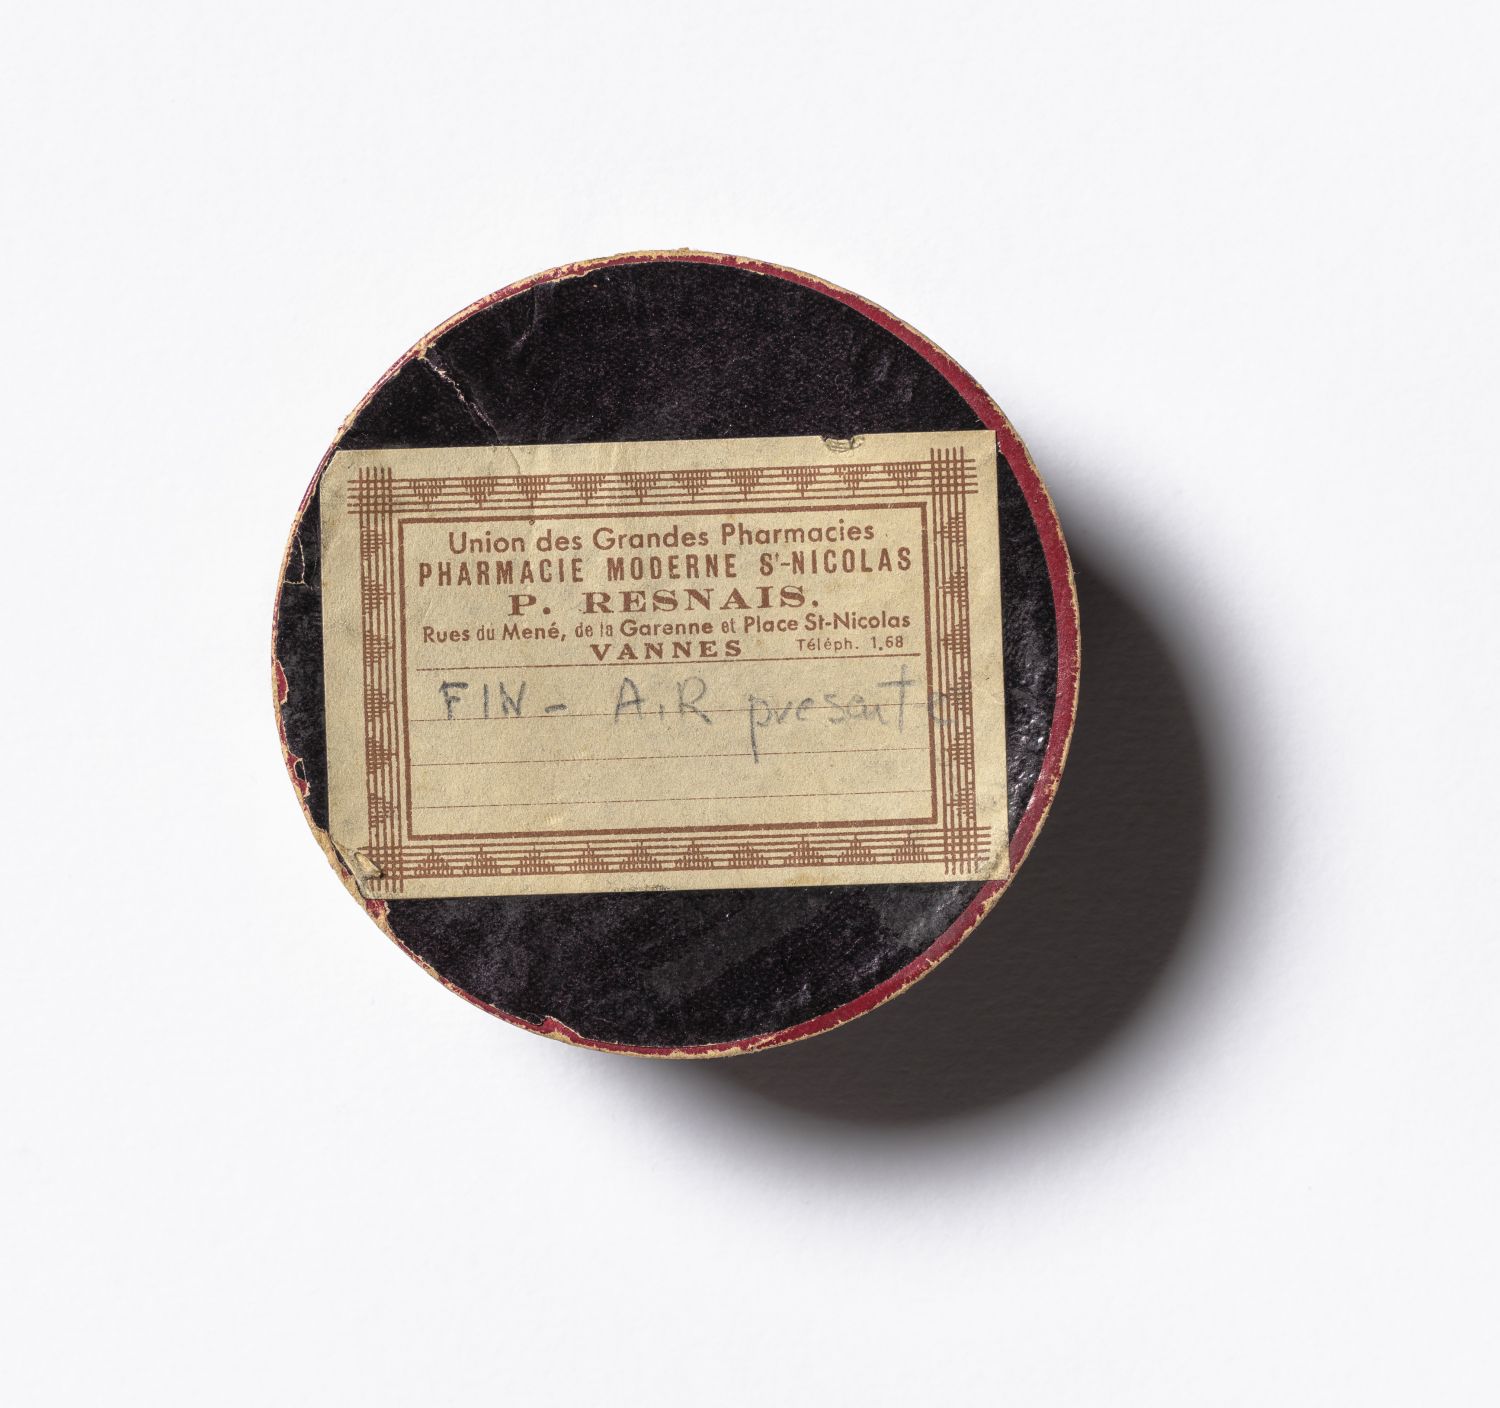 Union des Grandes Pharmacies
PHARMACIE MODERNE St-NICOLAS
P. RESNAIS.
Rues du Mené, de la Garenne et Place St-Nicolas
VANNES Téléph. 1.68
FIN - AiR presente